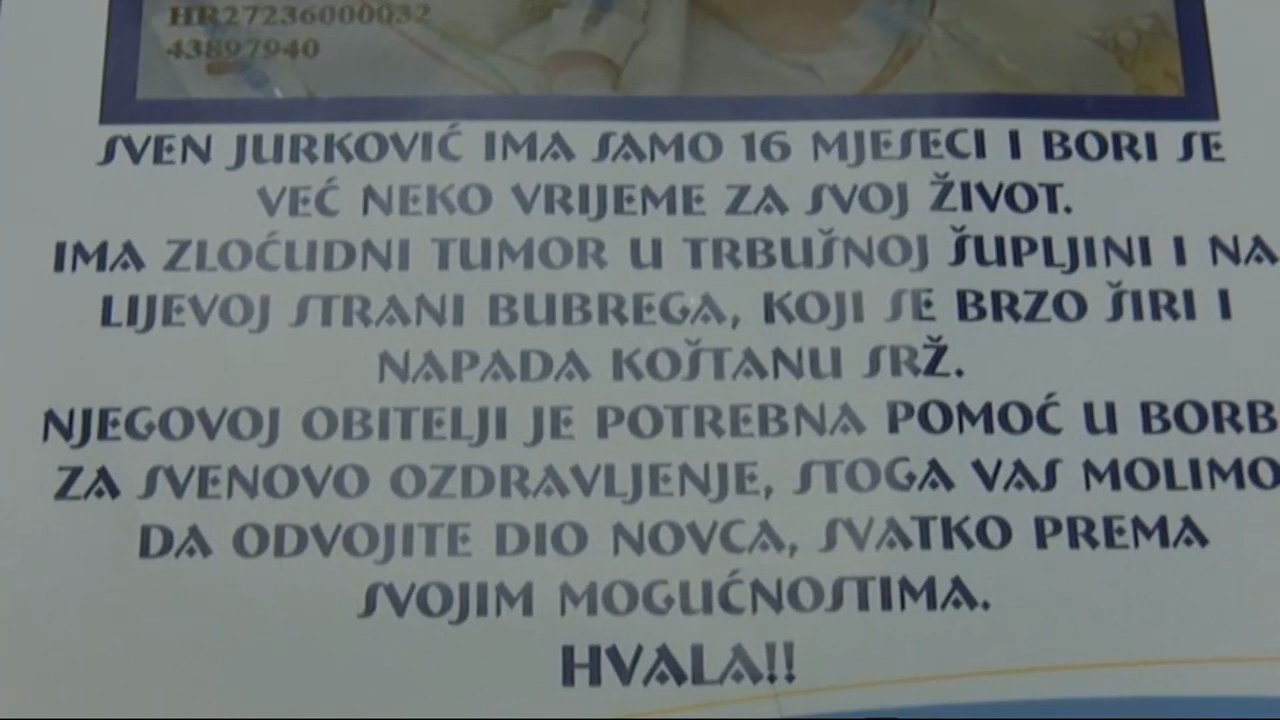 HR27236000032
43897940
SVEN JURKOVIĆ IMA SAMO 16 MJESECI I BORI SE
VEĆ NEKO VRIJEME ZA SVOJ ŽIVOT.
IMA ZLOĆUDNI TUMOR U TRBUŠNOJ ŠUPLJINI I NA
LIJEVOJ STRANI BUBREGA, KOJI SE BRZO ŠIRI I
NAPADA KOŠTANU SRŽ.
NJEGOVOJ OBITELJI JE POTREBNA POMOĆ U BORB
ZA SVENOVO OZDRAVLJENJE, STOGA VAS MOLIMO
DA ODVOJITE DIO NOVCA, SVATKO PREMA
SVOJIM MOGUĆNOSTIMA.
HVALA!!